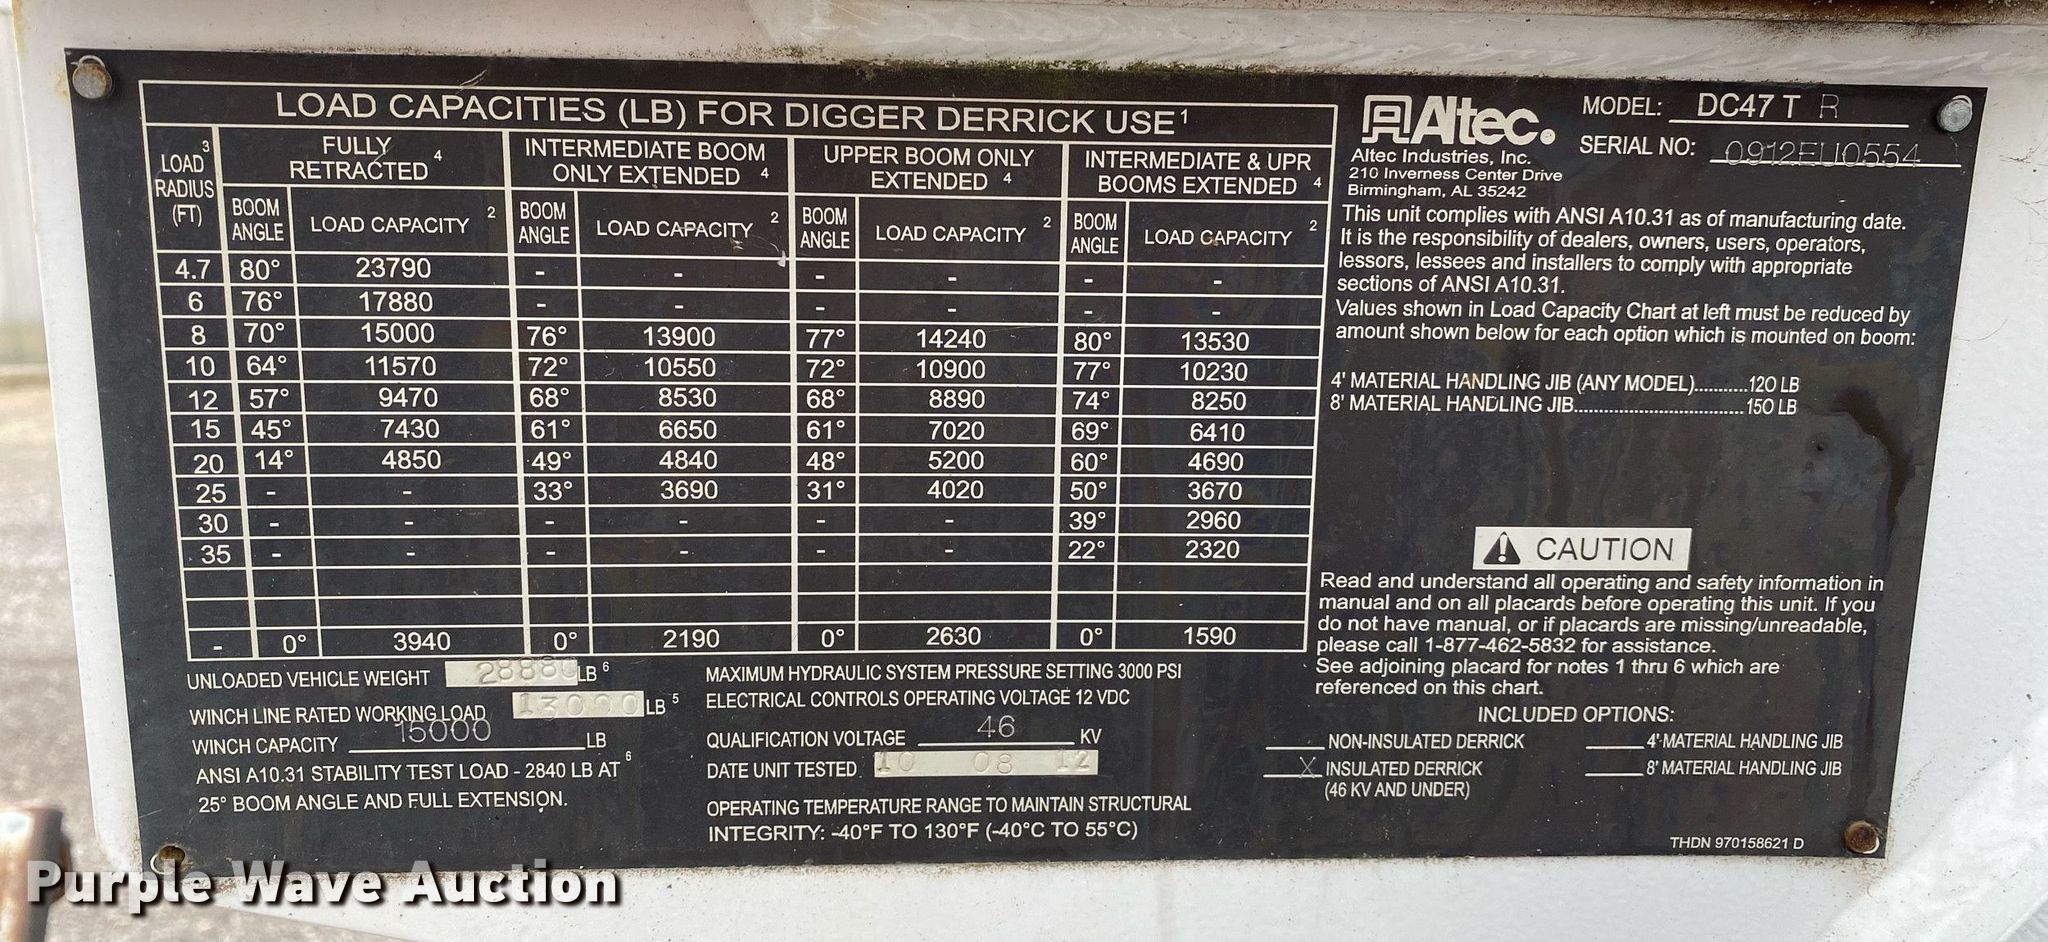 LOAD CAPACITIES (LB) FOR DIGGER DERRICK USE 1
LOAD 3 RADIUS (FT) FULLY RETRACTED 4 INTERMEDIATE BOOM ONLY EXTENDED 4 UPPER BOOM ONLY EXTENDED 4 INTERMEDIATE & UPR BOOMS EXTENDED 4
BOOM ANGLE LOAD CAPACITY 2 BOOM ANGLE LOAD CAPACITY 2 BOOM ANGLE LOAD CAPACITY 2 BOOM ANGLE LOAD CAPACITY 2
4.7 80° 23790 - - - - - -
6 76° 17880 - - - - - -
8 70° 15000 76° 13900 77° 14240 80° 13530
10 64° 11570 72° 10550 72° 10900 77° 10230
12 57° 9470 68° 8530 68° 8890 74° 8250
15 45° 7430 61° 6650 61° 7020 69° 6410
20 14° 4850 49° 4840 48° 5200 60° 4690
25 - - 33° 3690 31° 4020 50° 3670
30 - - - - - - 39° 2960
35 - - - - - - 22° 2320
- 0° 3940 0° 2190 0° 2630 0° 1590
UNLOADED VEHICLE WEIGHT 28880 LB 6
WINCH LINE RATED WORKING LOAD 13000 LB 5
WINCH CAPACITY 15000 LB
ANSI A10.31 STABILITY TEST LOAD - 2840 LB AT 6
25° BOOM ANGLE AND FULL EXTENSION.
MAXIMUM HYDRAULIC SYSTEM PRESSURE SETTING 3000 PSI
ELECTRICAL CONTROLS OPERATING VOLTAGE 12 VDC
QUALIFICATION VOLTAGE 46 KV
DATE UNIT TESTED 10 08 12
OPERATING TEMPERATURE RANGE TO MAINTAIN STRUCTURAL
INTEGRITY: -40°F TO 130°F (-40°C TO 55°C)
Altec.
Altec Industries, Inc.
210 Inverness Center Drive
Birmingham, AL 35242
MODEL: DC47 T R
SERIAL NO: 0912EU0554
This unit complies with ANSI A10.31 as of manufacturing date.
It is the responsibility of dealers, owners, users, operators,
lessors, lessees and installers to comply with appropriate
sections of ANSI A10.31.
Values shown in Load Capacity Chart at left must be reduced by
amount shown below for each option which is mounted on boom:
4' MATERIAL HANDLING JIB (ANY MODEL)...........120 LB
8' MATERIAL HANDLING JIB..................................150 LB
CAUTION
Read and understand all operating and safety information in
manual and on all placards before operating this unit. If you
do not have manual, or if placards are missing/unreadable,
please call 1-877-462-5832 for assistance.
See adjoining placard for notes 1 thru 6 which are
referenced on this chart.
INCLUDED OPTIONS:
NON-INSULATED DERRICK
X INSULATED DERRICK
(46 KV AND UNDER)
4' MATERIAL HANDLING JIB
8' MATERIAL HANDLING JIB
THDN 970158621 D
Purple Wave Auction